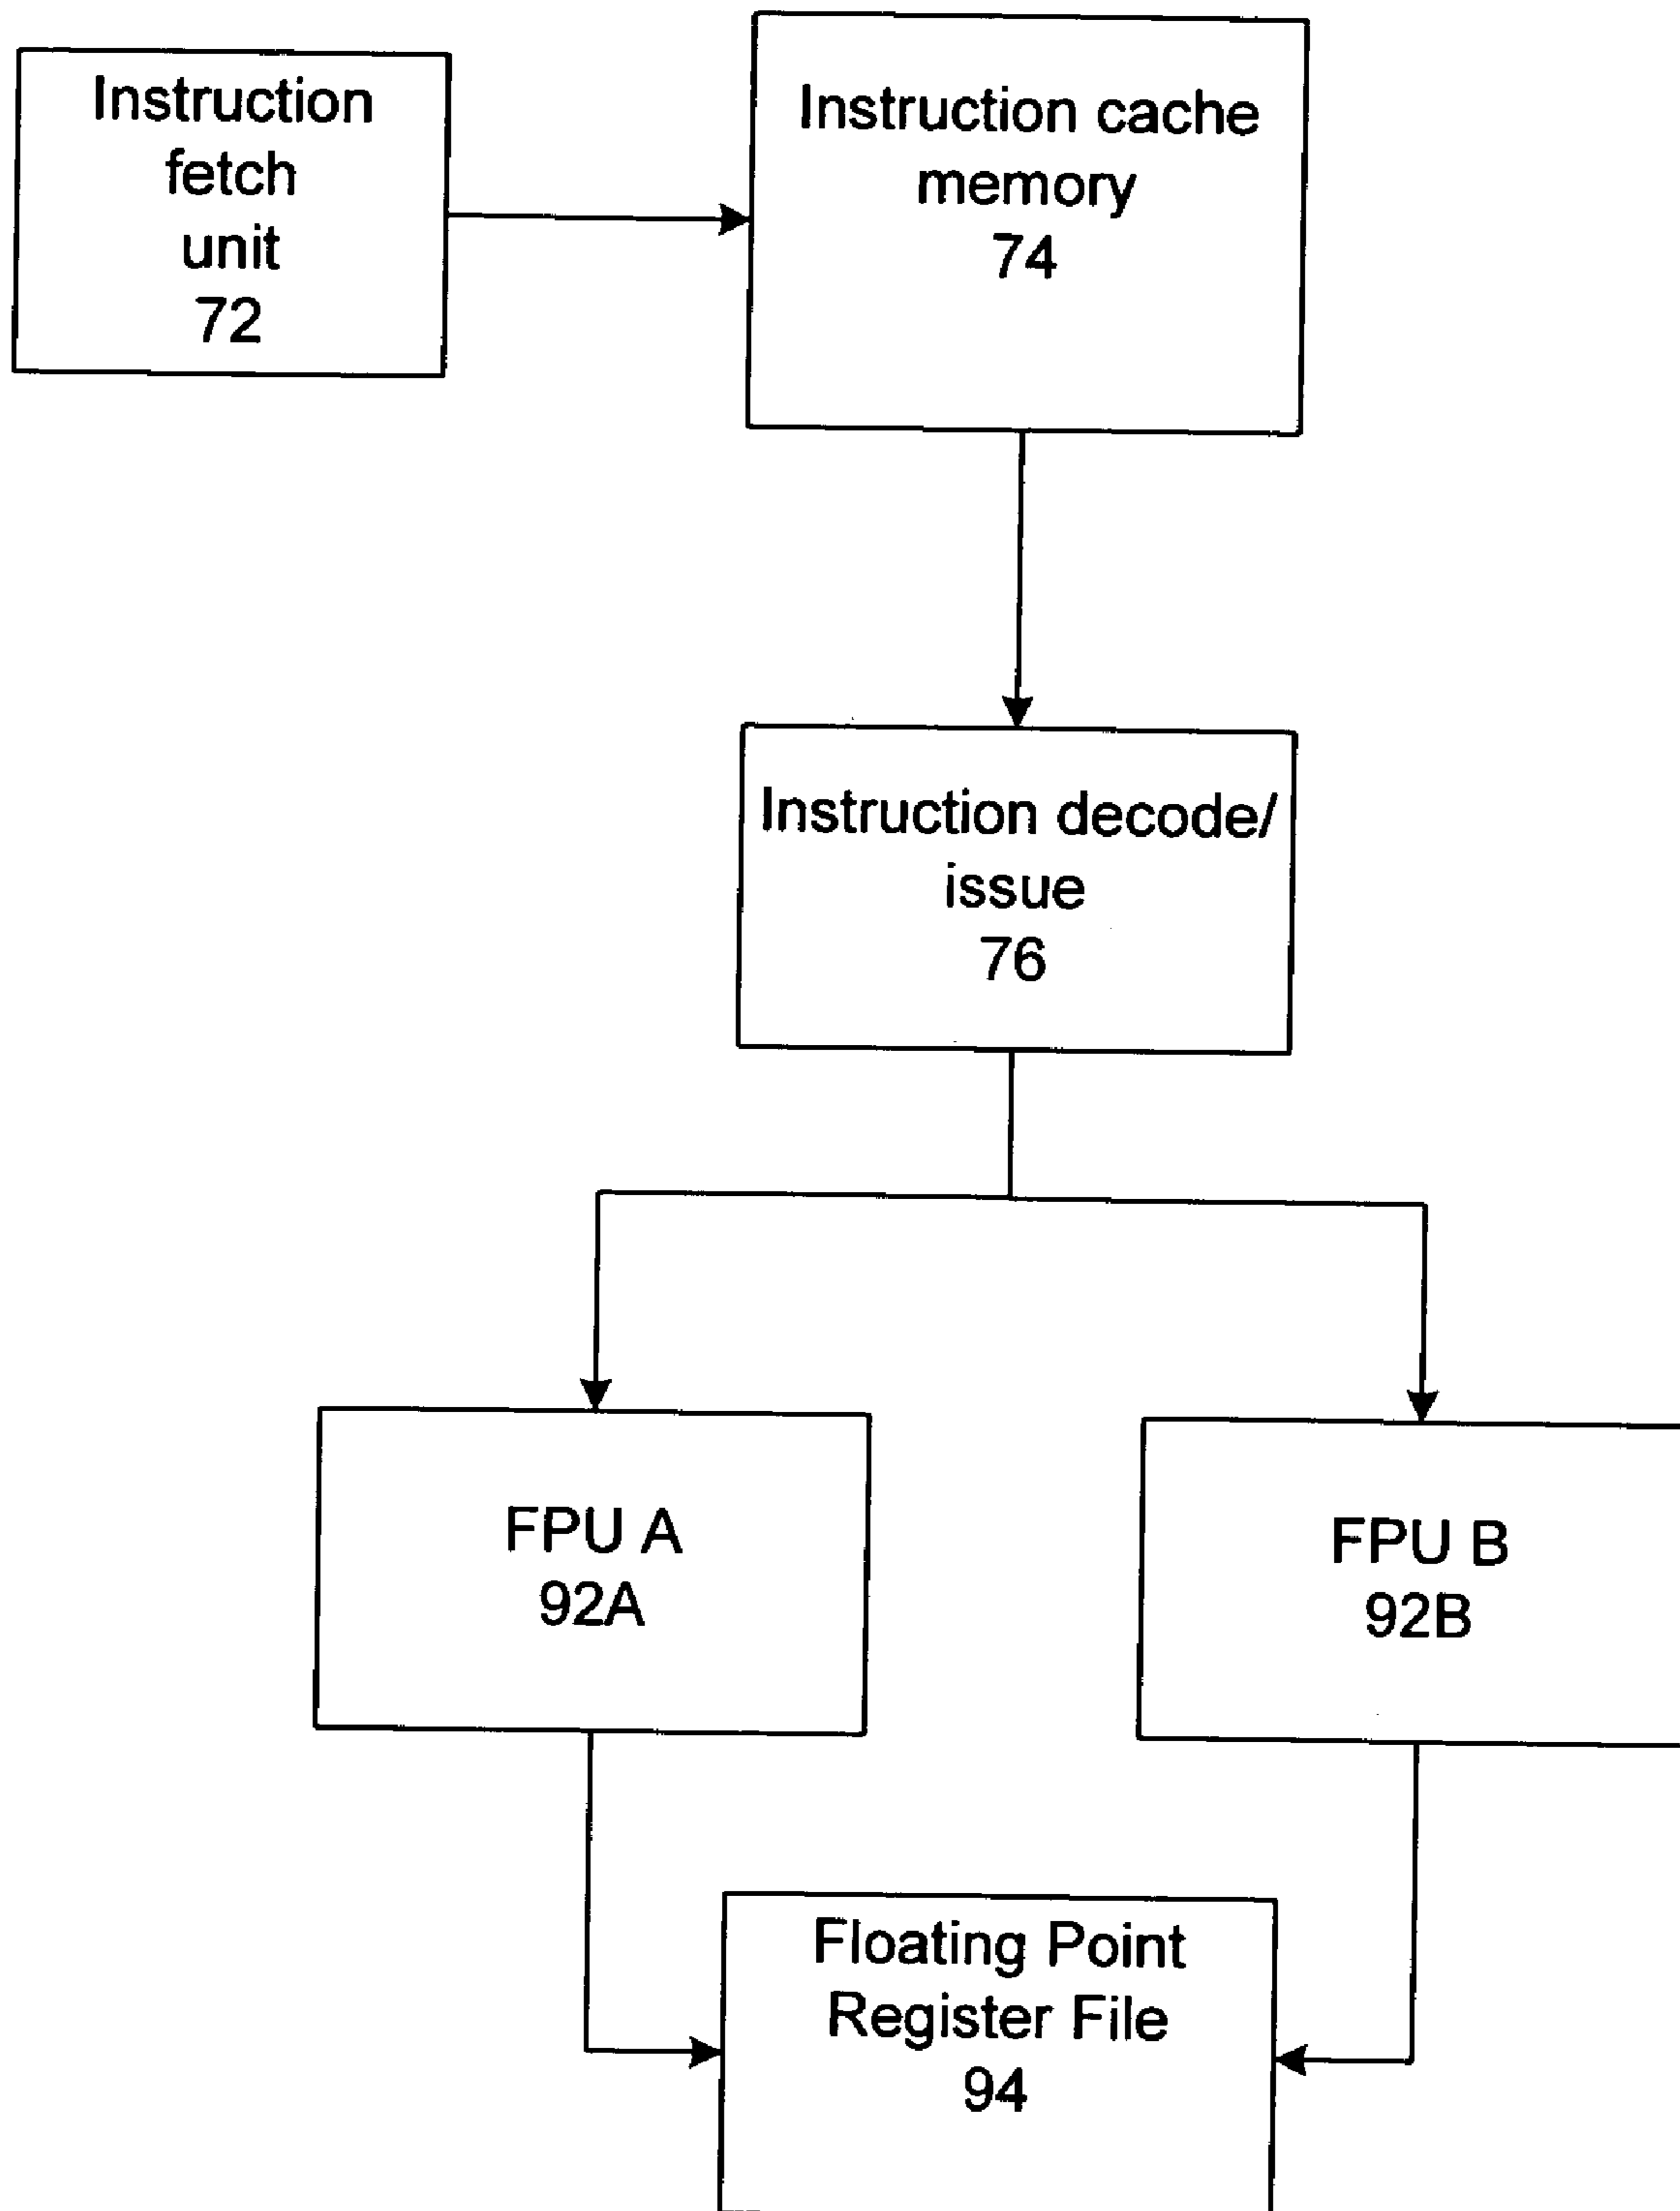 Instruction
fetch
unit
72
Instruction cache
memory
74
Instruction decode/
issue
76
FPU A
92A
FPU B
92B
Floating Point
Register File
94